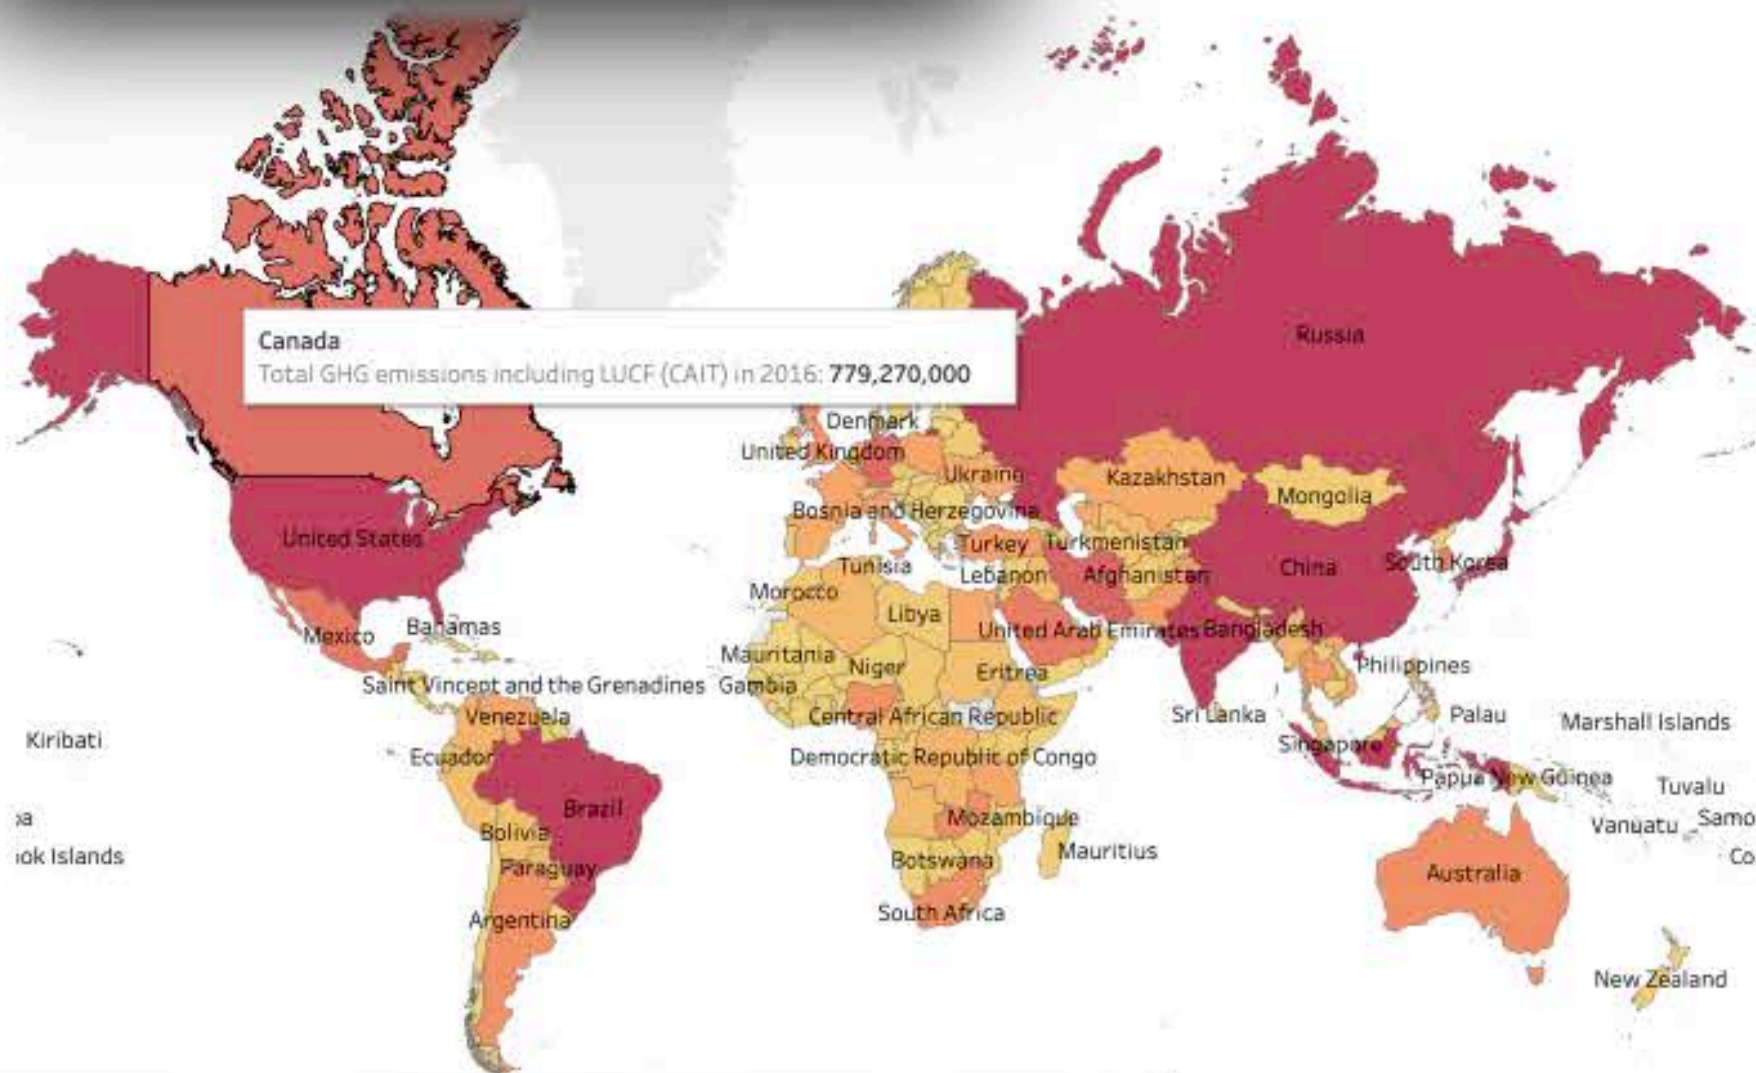 Canada
Total GHG emissions including LUCF (CAIT) in 2016: 779,270,000
Russia
Denmark
United Kingdom
Ukraine
Kazakhstan
Mongolia
Bosnia and Herzegovina
United States
Turkey
Turkmenistan
China
South Korea
Tunisia
Lebanon
Afghanistan
Morocco
Libya
Mexico
Bahamas
United Arab Emirates
Bangladesh
Mauritania
Niger
Eritrea
Philippines
Saint Vincent and the Grenadines
Gambia
Venezuela
Central African Republic
Sri Lanka
Palau
Marshall Islands
Kiribati
Ecuador
Democratic Republic of Congo
Singapore
Papua New Guinea
Tuvalu
Brazil
Mozambique
Vanuatu
Samo
Bolivia
ok Islands
Botswana
Mauritius
Co
Paraguay
Australia
Argentina
South Africa
New Zealand